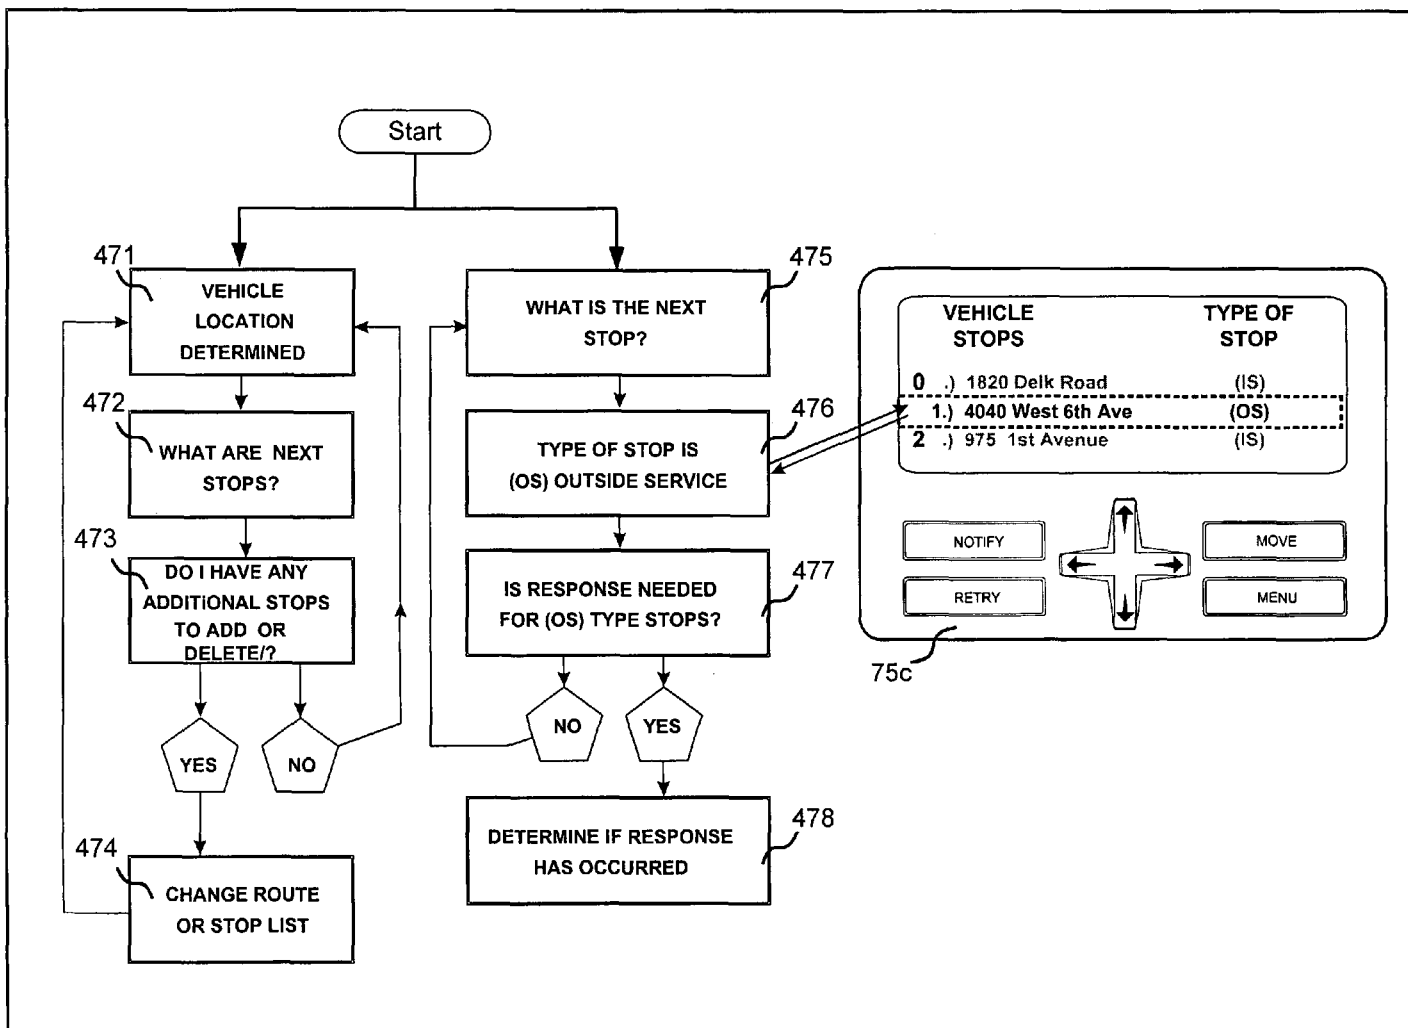 Start
471
VEHICLE
LOCATION
DETERMINED
472
WHAT ARE NEXT
STOPS?
473
DO I HAVE ANY
ADDITIONAL STOPS
TO ADD OR
DELETE/?
YES
NO
474
CHANGE ROUTE
OR STOP LIST
475
WHAT IS THE NEXT
STOP?
476
TYPE OF STOP IS
(OS) OUTSIDE SERVICE
477
IS RESPONSE NEEDED
FOR (OS) TYPE STOPS?
NO
YES
478
DETERMINE IF RESPONSE
HAS OCCURRED
VEHICLE
STOPS
TYPE OF
STOP
0 .) 1820 Delk Road (IS)
1.) 4040 West 6th Ave (OS)
2 .) 975 1st Avenue (IS)
NOTIFY
MOVE
RETRY
MENU
75c